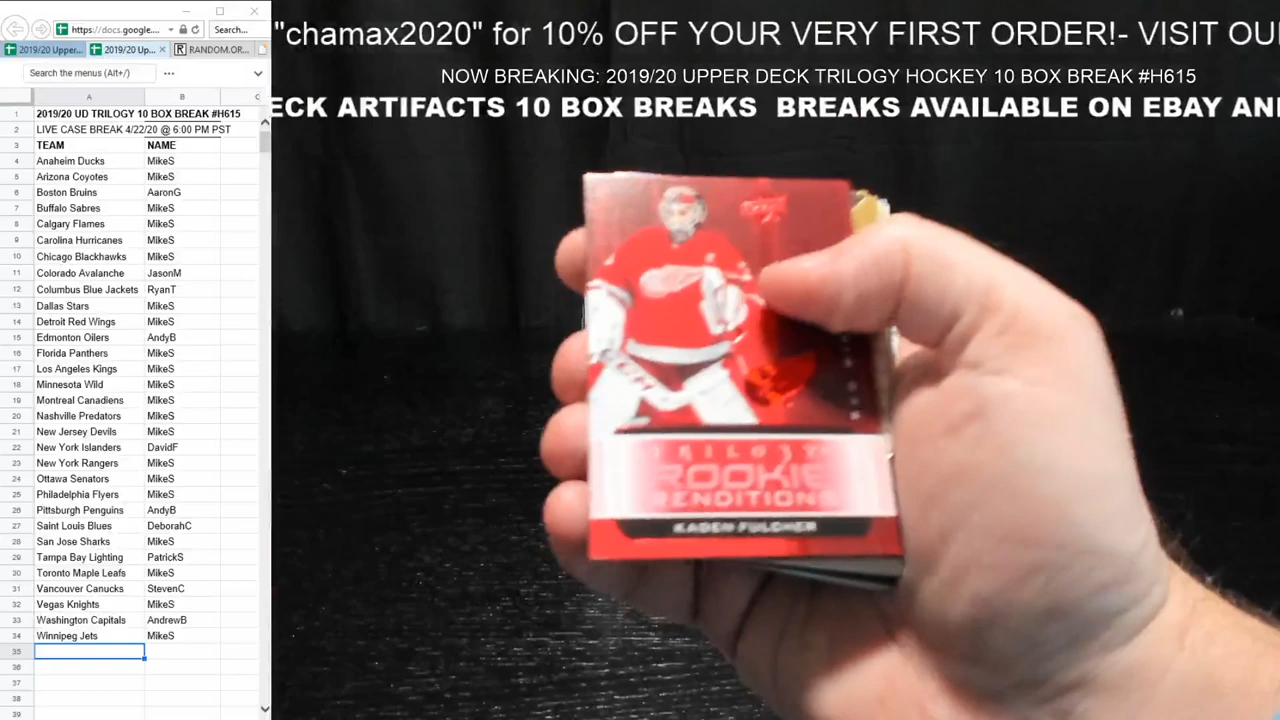 https://docs.google....
Search...
2019/20 Upper...
2019/20 Up...
RANDOM.OR...
Search the menus (Alt+/)
A B C
1 2019/20 UD TRILOGY 10 BOX BREAK #H615
2 LIVE CASE BREAK 4/22/20 @ 6:00 PM PST
3 TEAM NAME
4 Anaheim Ducks MikeS
5 Arizona Coyotes MikeS
6 Boston Bruins AaronG
7 Buffalo Sabres MikeS
8 Calgary Flames MikeS
9 Carolina Hurricanes MikeS
10 Chicago Blackhawks MikeS
11 Colorado Avalanche JasonM
12 Columbus Blue Jackets RyanT
13 Dallas Stars MikeS
14 Detroit Red Wings MikeS
15 Edmonton Oilers AndyB
16 Florida Panthers MikeS
17 Los Angeles Kings MikeS
18 Minnesota Wild MikeS
19 Montreal Canadiens MikeS
20 Nashville Predators MikeS
21 New Jersey Devils MikeS
22 New York Islanders DavidF
23 New York Rangers MikeS
24 Ottawa Senators MikeS
25 Philadelphia Flyers MikeS
26 Pittsburgh Penguins AndyB
27 Saint Louis Blues DeborahC
28 San Jose Sharks MikeS
29 Tampa Bay Lighting PatrickS
30 Toronto Maple Leafs MikeS
31 Vancouver Canucks StevenC
32 Vegas Knights MikeS
33 Washington Capitals AndrewB
34 Winnipeg Jets MikeS
35
36
37
38
39
"chamax2020" for 10% OFF YOUR VERY FIRST ORDER!- VISIT OU
NOW BREAKING: 2019/20 UPPER DECK TRILOGY HOCKEY 10 BOX BREAK #H615
ECK ARTIFACTS 10 BOX BREAKS BREAKS AVAILABLE ON EBAY AN
TRILOGY
ROOKIE
RENDITIONS
KADEN FULCHER